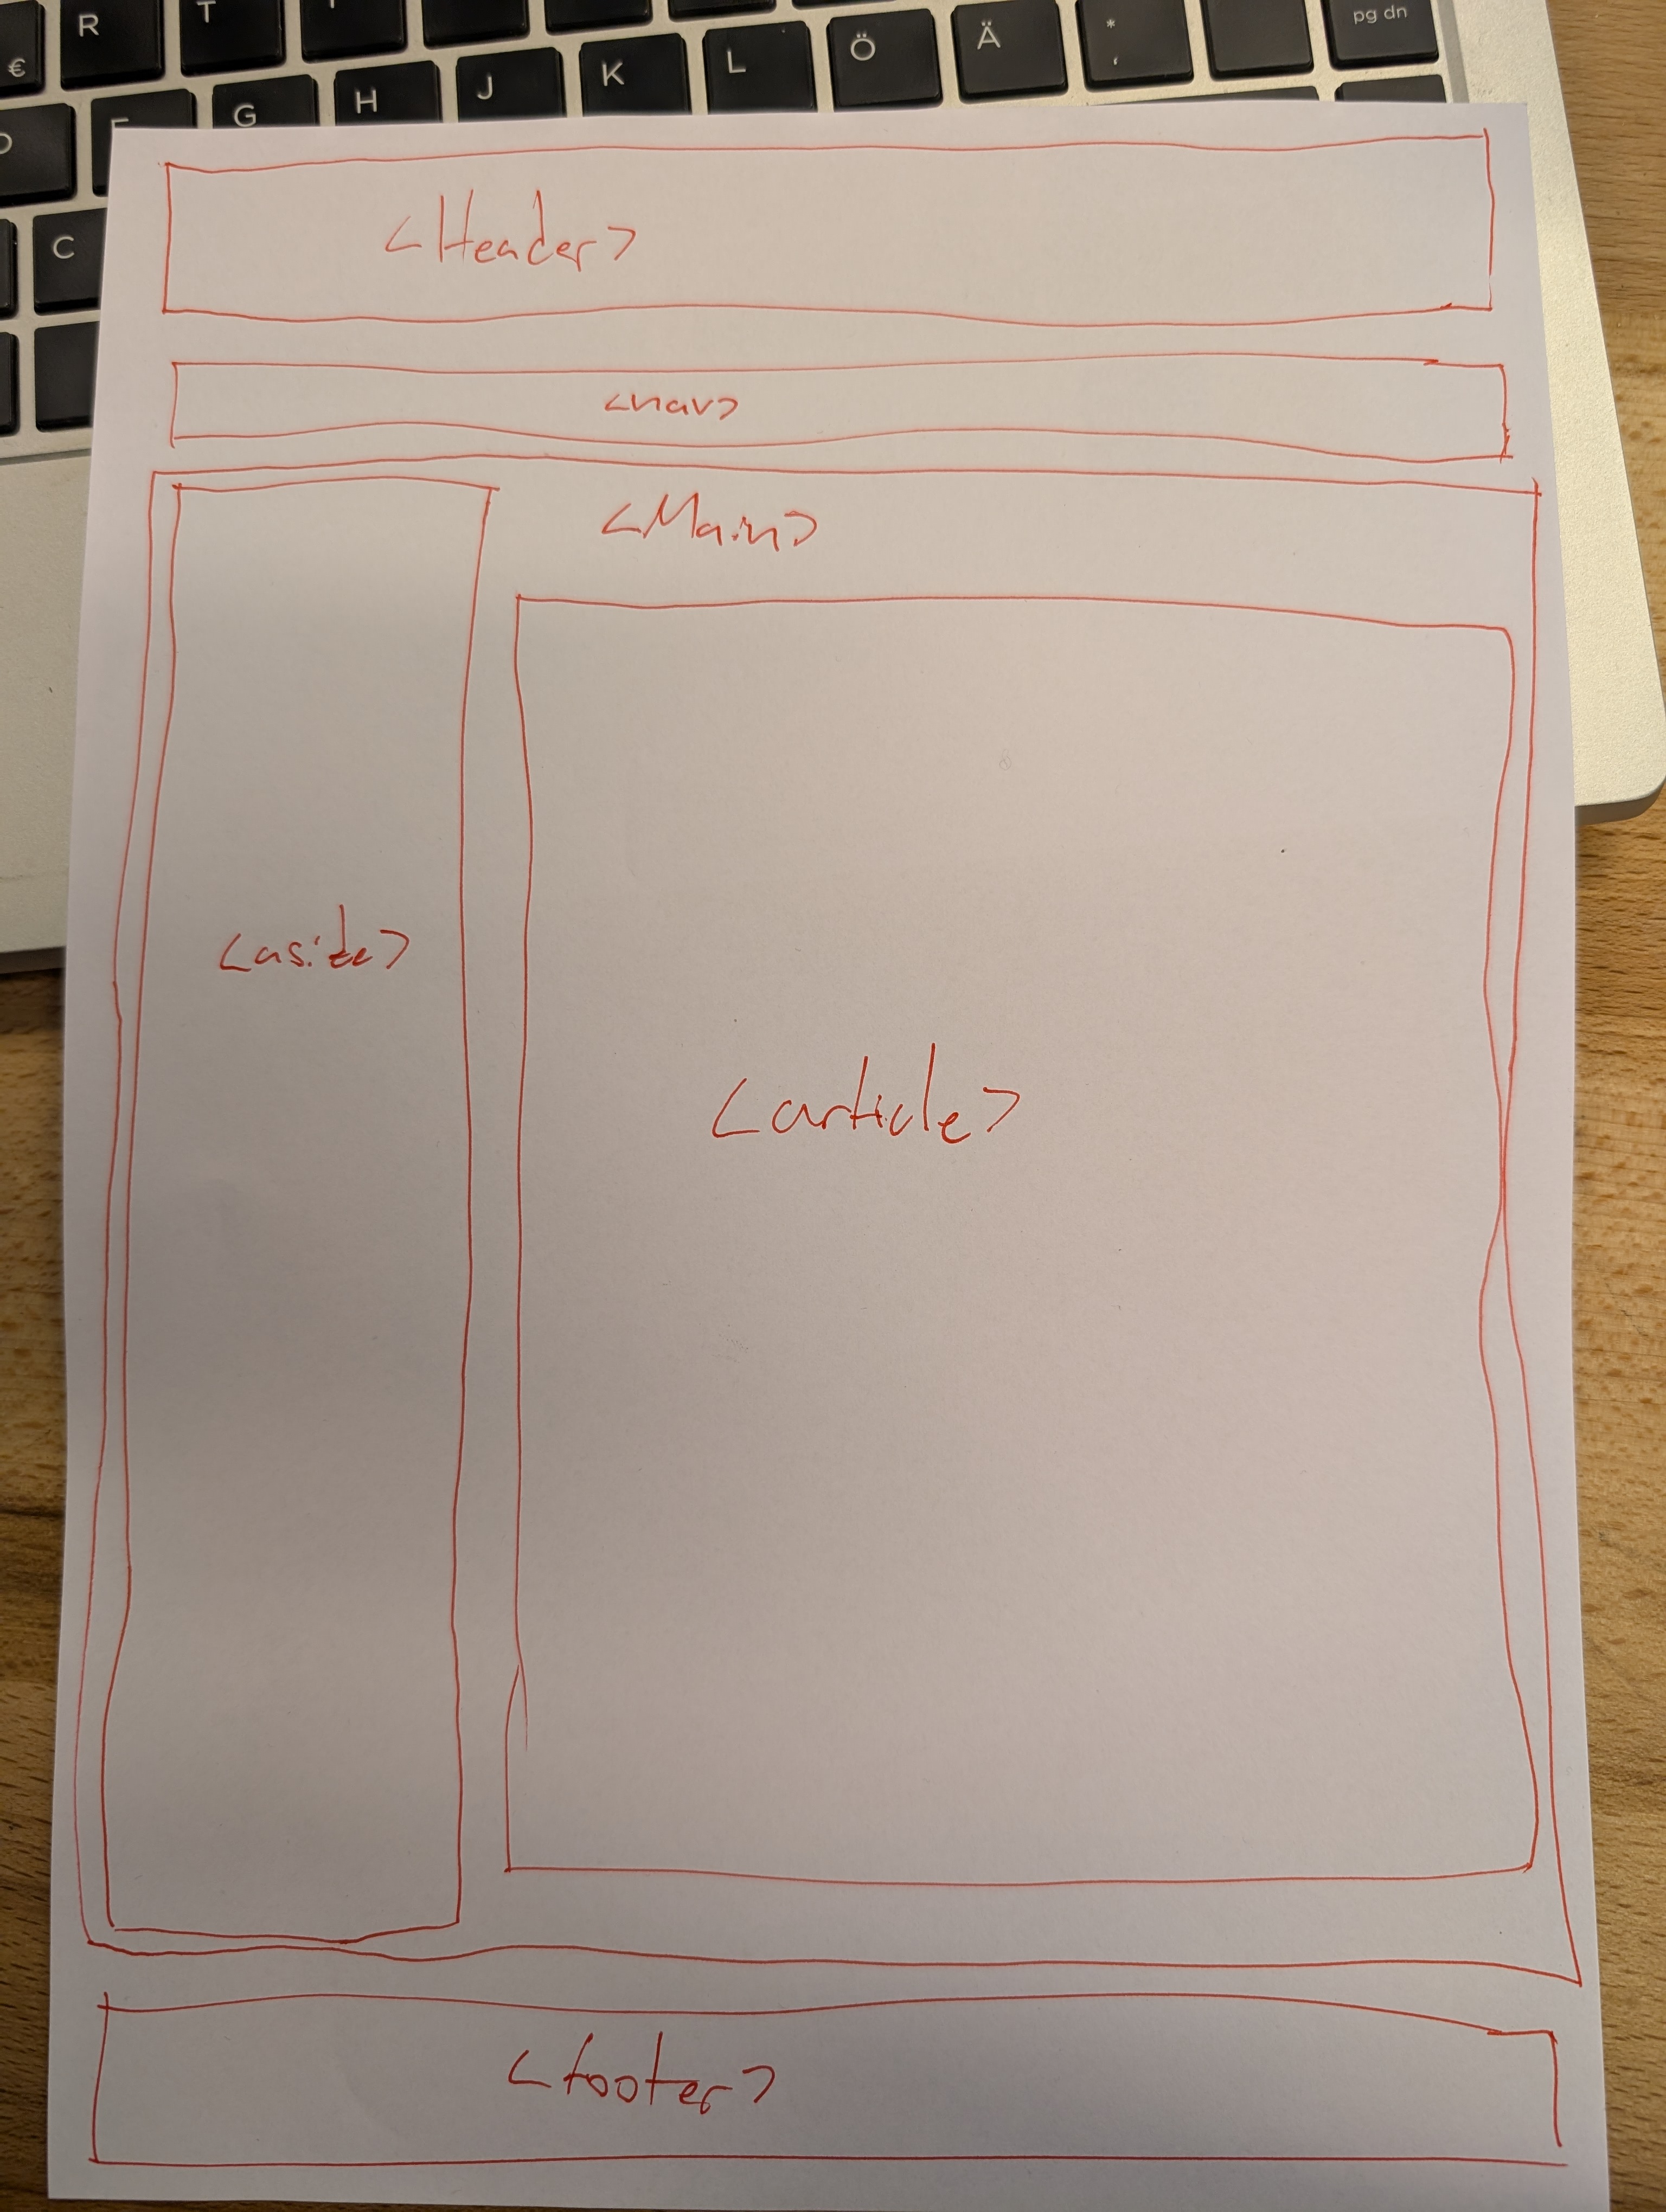 R T
pg dn
€ G H J K L Ö Ä * '
C
<Header>
<nav>
<Main>
<aside>
<article>
<footer>